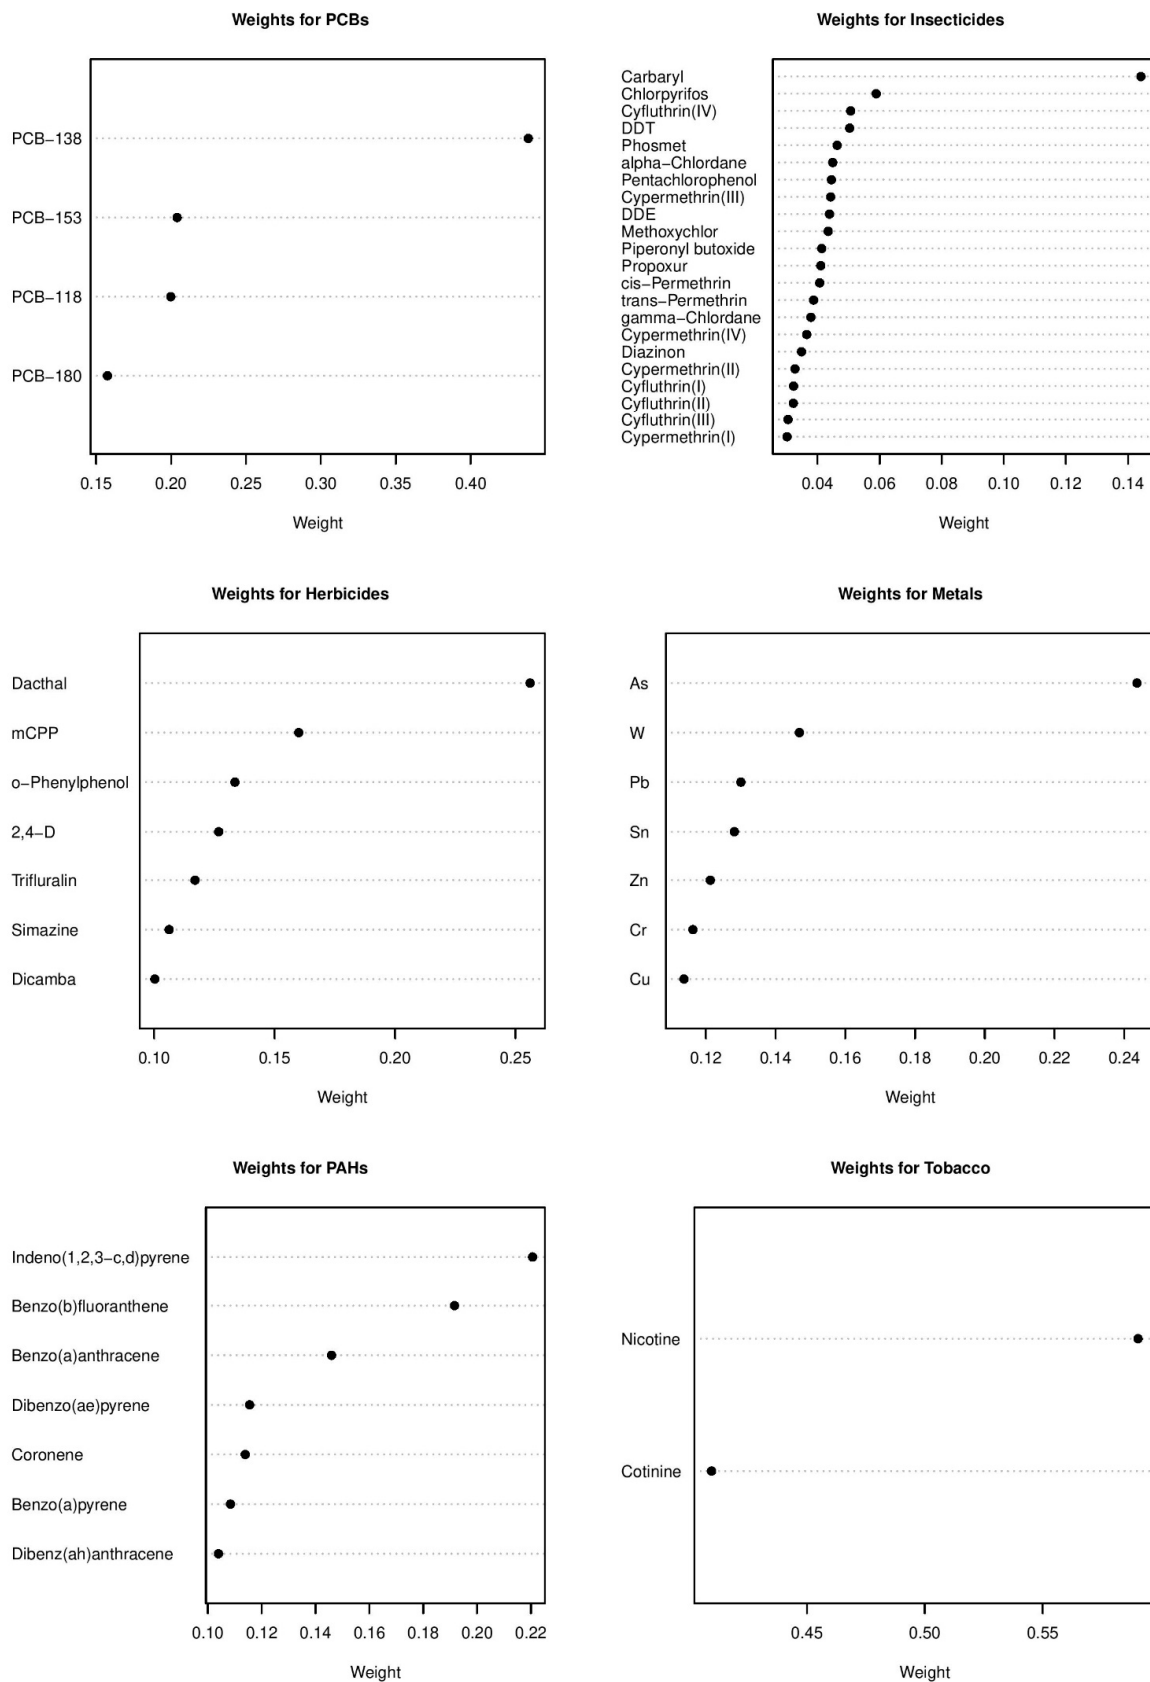 Weights for PCBs
PCB−138
PCB−153
PCB−118
PCB−180
0.15 0.20 0.25 0.30 0.35 0.40
Weight
Weights for Insecticides
Carbaryl
Chlorpyrifos
Cyfluthrin(IV)
DDT
Phosmet
alpha−Chlordane
Pentachlorophenol
Cypermethrin(III)
DDE
Methoxychlor
Piperonyl butoxide
Propoxur
cis−Permethrin
trans−Permethrin
gamma−Chlordane
Cypermethrin(IV)
Diazinon
Cypermethrin(II)
Cyfluthrin(I)
Cyfluthrin(II)
Cyfluthrin(III)
Cypermethrin(I)
0.04 0.06 0.08 0.10 0.12 0.14
Weight
Weights for Herbicides
Dacthal
mCPP
o−Phenylphenol
2,4−D
Trifluralin
Simazine
Dicamba
0.10 0.15 0.20 0.25
Weight
Weights for Metals
As
W
Pb
Sn
Zn
Cr
Cu
0.12 0.14 0.16 0.18 0.20 0.22 0.24
Weight
Weights for PAHs
Indeno(1,2,3−c,d)pyrene
Benzo(b)fluoranthene
Benzo(a)anthracene
Dibenzo(ae)pyrene
Coronene
Benzo(a)pyrene
Dibenz(ah)anthracene
0.10 0.12 0.14 0.16 0.18 0.20 0.22
Weight
Weights for Tobacco
Nicotine
Cotinine
0.45 0.50 0.55
Weight